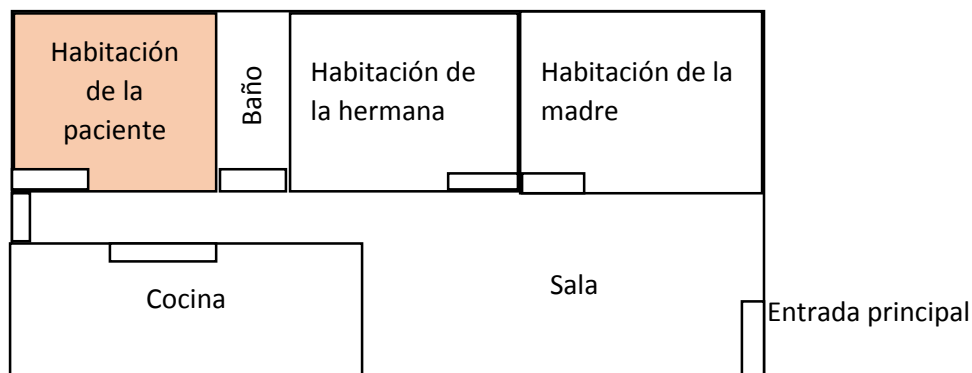 Habitación
de la
paciente
Baño
Habitación de
la hermana
Habitación de la
madre
Cocina
Sala
Entrada principal